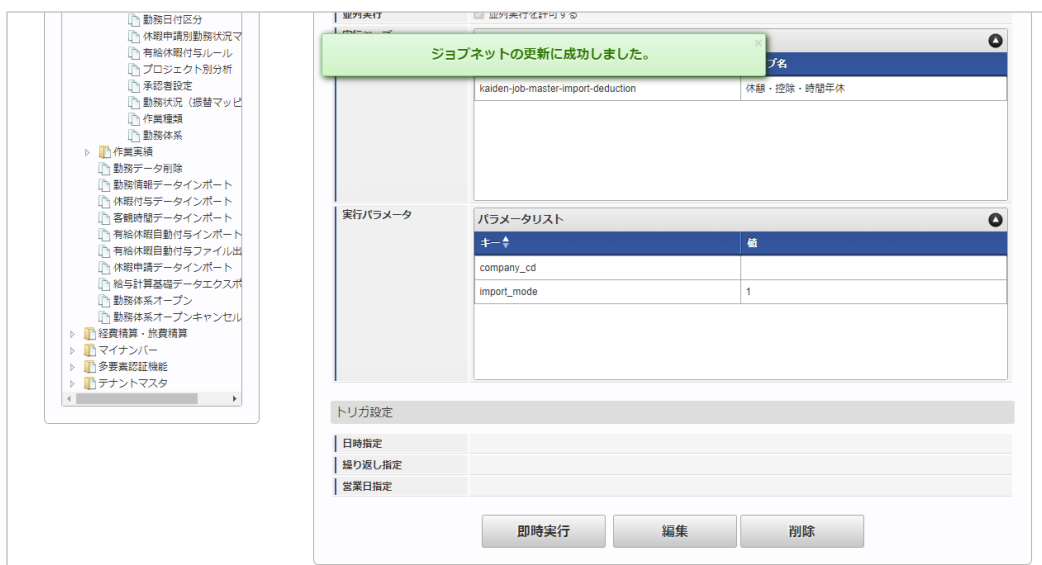 勤務日付区分
休暇申請別勤務状況マ
有給休暇付与ルール
プロジェクト別分析
承認者設定
勤務状況（振替マッピ
作業種類
勤務体系
作業実績
勤務データ削除
勤務情報データインポート
休暇付与データインポート
客観時間データインポート
有給休暇自動付与インポート
有給休暇自動付与ファイル出
休暇申請データインポート
給与計算基礎データエクスポ
勤務体系オープン
勤務体系オープンキャンセル
経費精算・旅費精算
マイナンバー
多要素認証機能
テナントマスタ
並列実行
並列実行を許可する
ジョブネットの更新に成功しました。
×
ブ名
kaiden-job-master-import-deduction
休憩・控除・時間年休
実行パラメータ
パラメータリスト
キー
値
company_cd
import_mode
1
トリガ設定
日時指定
繰り返し指定
営業日指定
即時実行 編集 削除